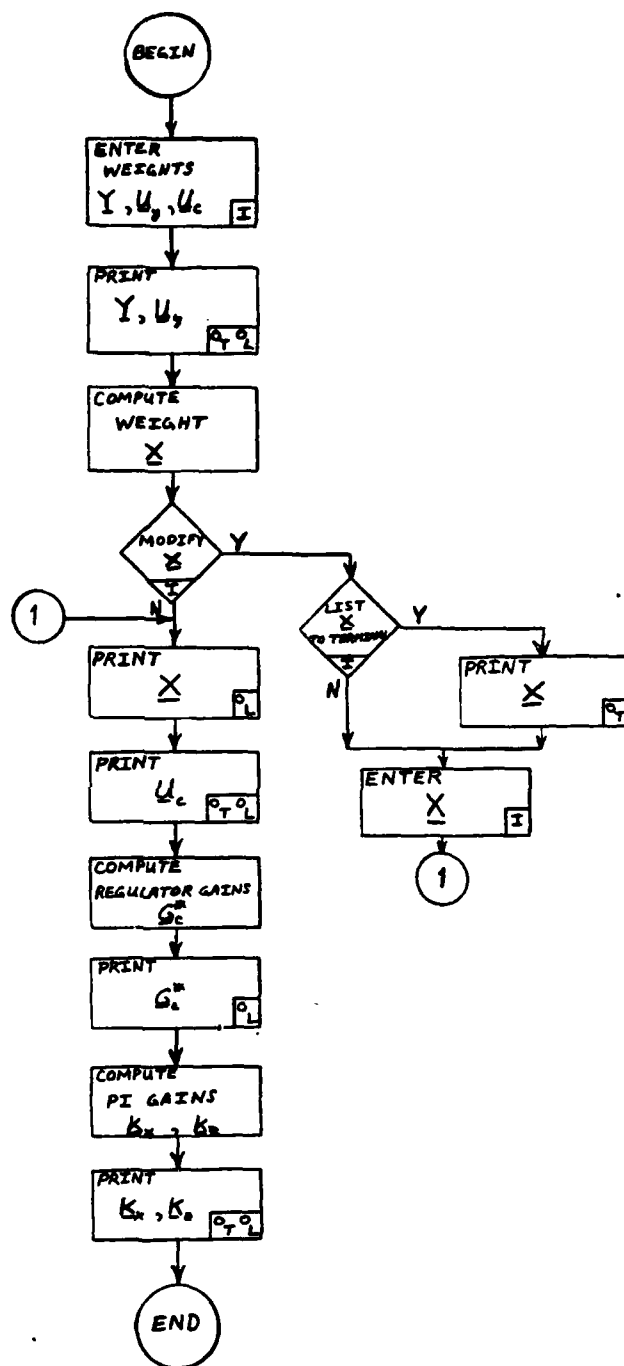 BEGIN
ENTER
WEIGHTS
Y, U_y, U_c
I
PRINT
Y, U_y
O_T O_L
COMPUTE
WEIGHT
X
MODIFY
X
I
Y
N
1
LIST
X
TO TERMINAL
I
Y
N
PRINT
X
O_T
ENTER
X
I
1
PRINT
X
O_L
PRINT
U_c
O_T O_L
COMPUTE
REGULATOR GAINS
G_c*
PRINT
G_c*
O_L
COMPUTE
PI GAINS
K_x, K_z
PRINT
K_x, K_z
O_T O_L
END